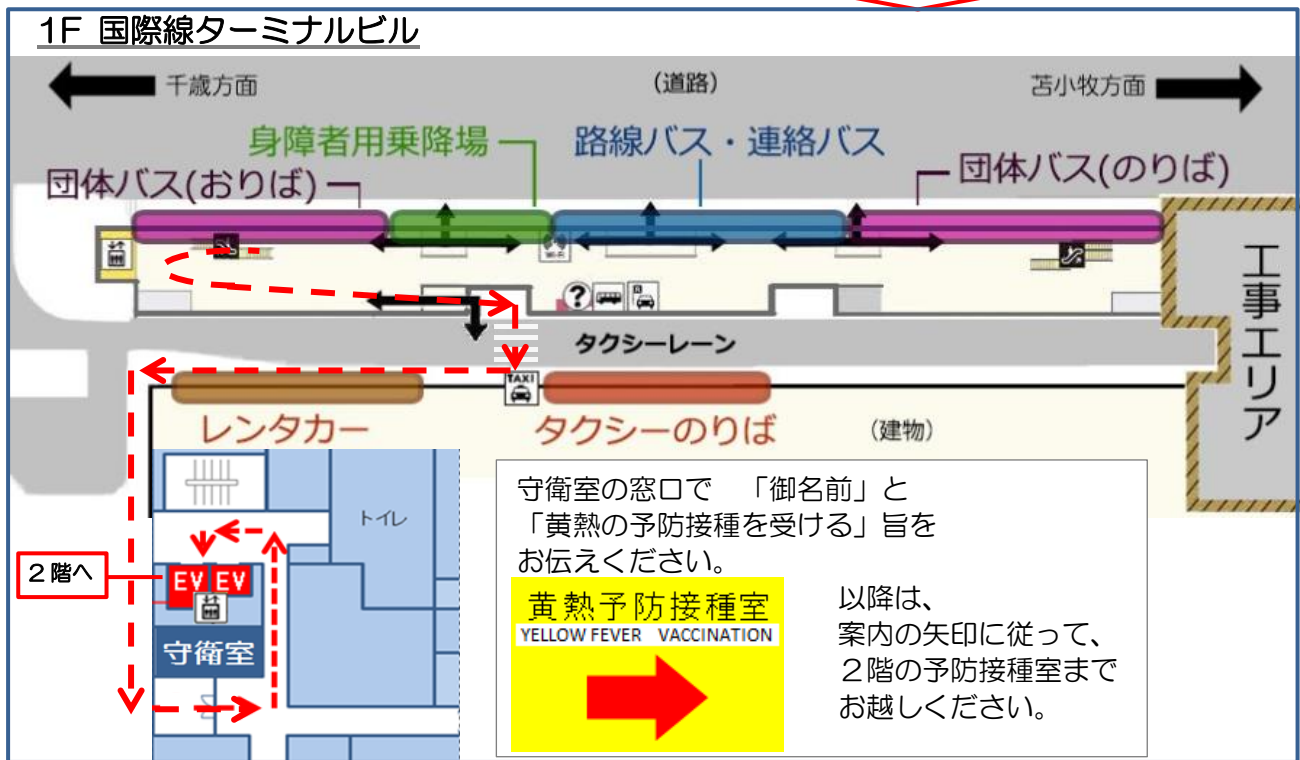 1F 国際線ターミナルビル
千歳方面
(道路)
苫小牧方面
身障者用乗降場
路線バス・連絡バス
団体バス(おりば)
団体バス(のりば)
Wi-Fi
?
工事エリア
タクシーレーン
TAXI
レンタカー
タクシーのりば
(建物)
トイレ
2階へ
EV EV
守衛室
守衛室の窓口で 「御名前」と
「黄熱の予防接種を受ける」旨を
お伝えください。
黄熱予防接種室
YELLOW FEVER VACCINATION
以降は、
案内の矢印に従って、
2階の予防接種室まで
お越しください。